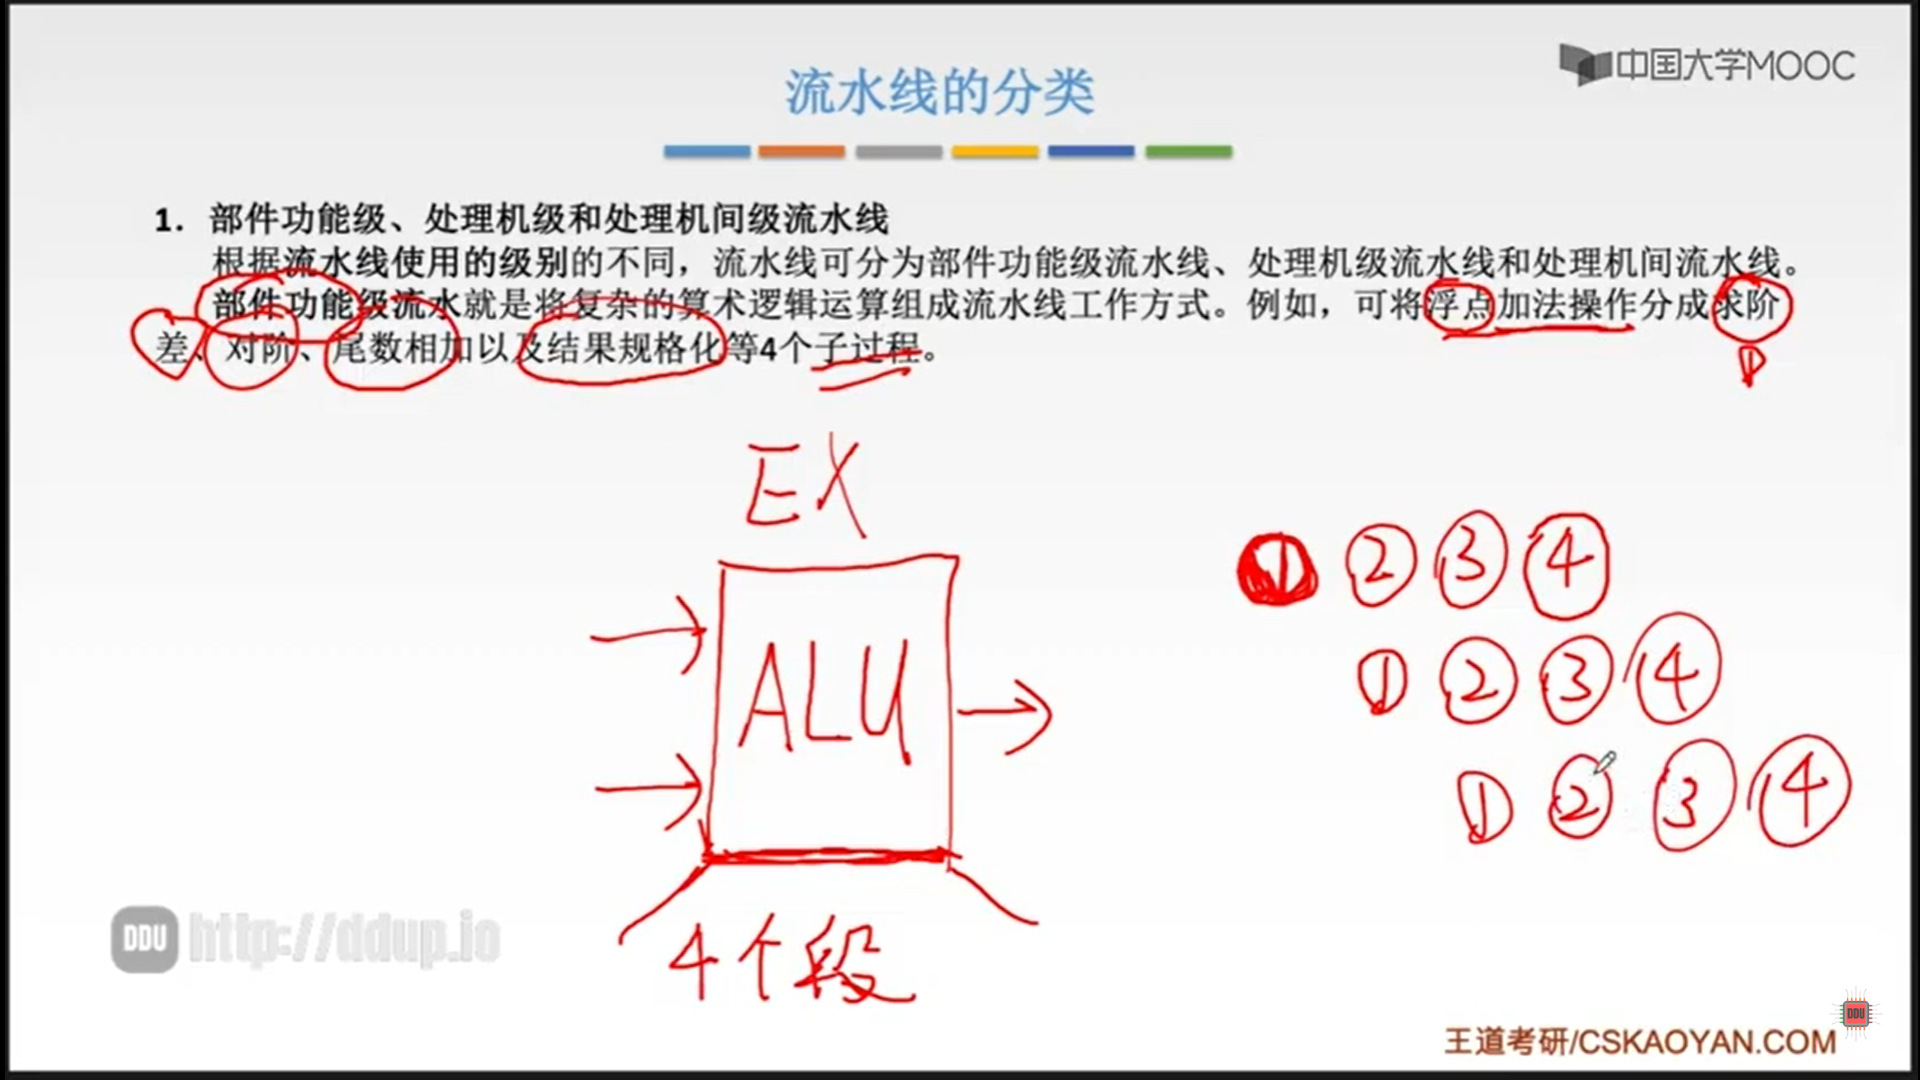 中国大学MOOC
流水线的分类
1. 部件功能级、处理机级和处理机间级流水线
根据流水线使用的级别的不同，流水线可分为部件功能级流水线、处理机级流水线和处理机间流水线。
部件功能级流水就是将复杂的算术逻辑运算组成流水线工作方式。例如，可将浮点加法操作分成求阶
差、对阶、尾数相加以及结果规格化等4个子过程。
①
EX
ALU
4个段
① ② ③ ④
① ② ③ ④
① ② ③ ④
DDU http://ddup.io
DDU
王道考研/CSKAOYAN.COM